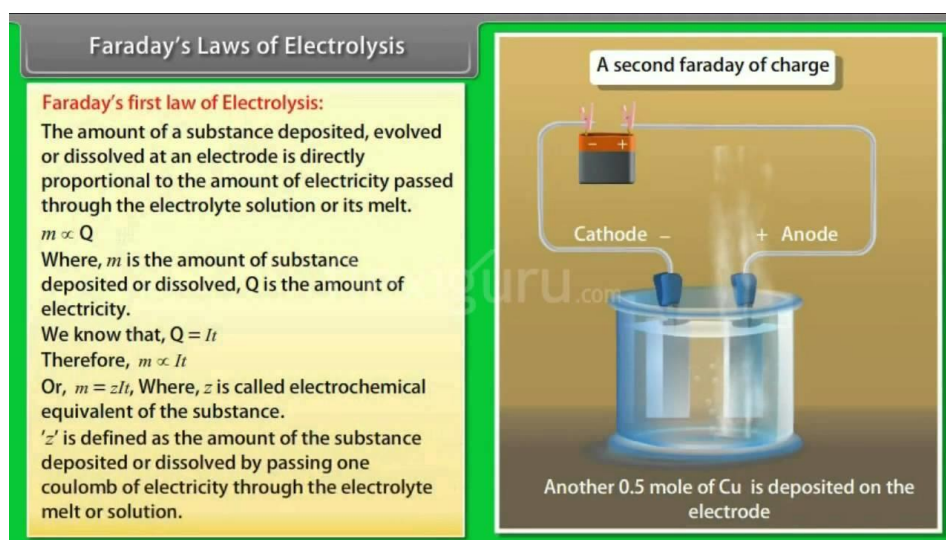 Faraday's Laws of Electrolysis
Faraday's first law of Electrolysis:
The amount of a substance deposited, evolved
or dissolved at an electrode is directly
proportional to the amount of electricity passed
through the electrolyte solution or its melt.
m ∝ Q
Where, m is the amount of substance
deposited or dissolved, Q is the amount of
electricity.
We know that, Q = It
Therefore, m ∝ It
Or, m = zIt, Where, z is called electrochemical
equivalent of the substance.
'z' is defined as the amount of the substance
deposited or dissolved by passing one
coulomb of electricity through the electrolyte
melt or solution.
A second faraday of charge
− +
Cathode − + Anode
guru.com
Another 0.5 mole of Cu is deposited on the
electrode